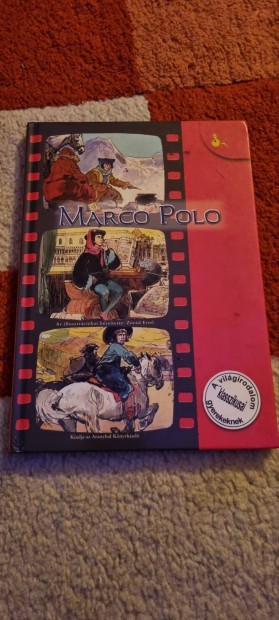 MARCO POLO
Az illusztrációkat készítette: Zórád Ernő
Kiadja az Aranyhal Könyvkiadó
A világirodalom
klasszikusai
gyerekeknek